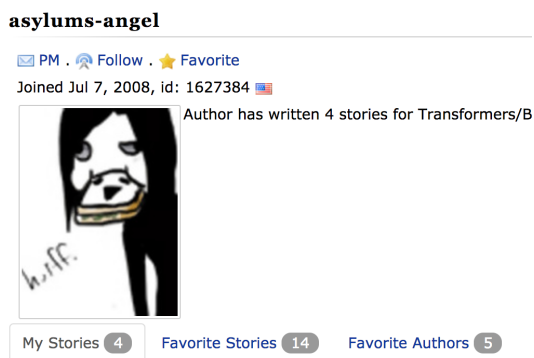 asylums-angel
PM . Follow . Favorite
Joined Jul 7, 2008, id: 1627384
Author has written 4 stories for Transformers/B
huff.
My Stories 4 Favorite Stories 14 Favorite Authors 5